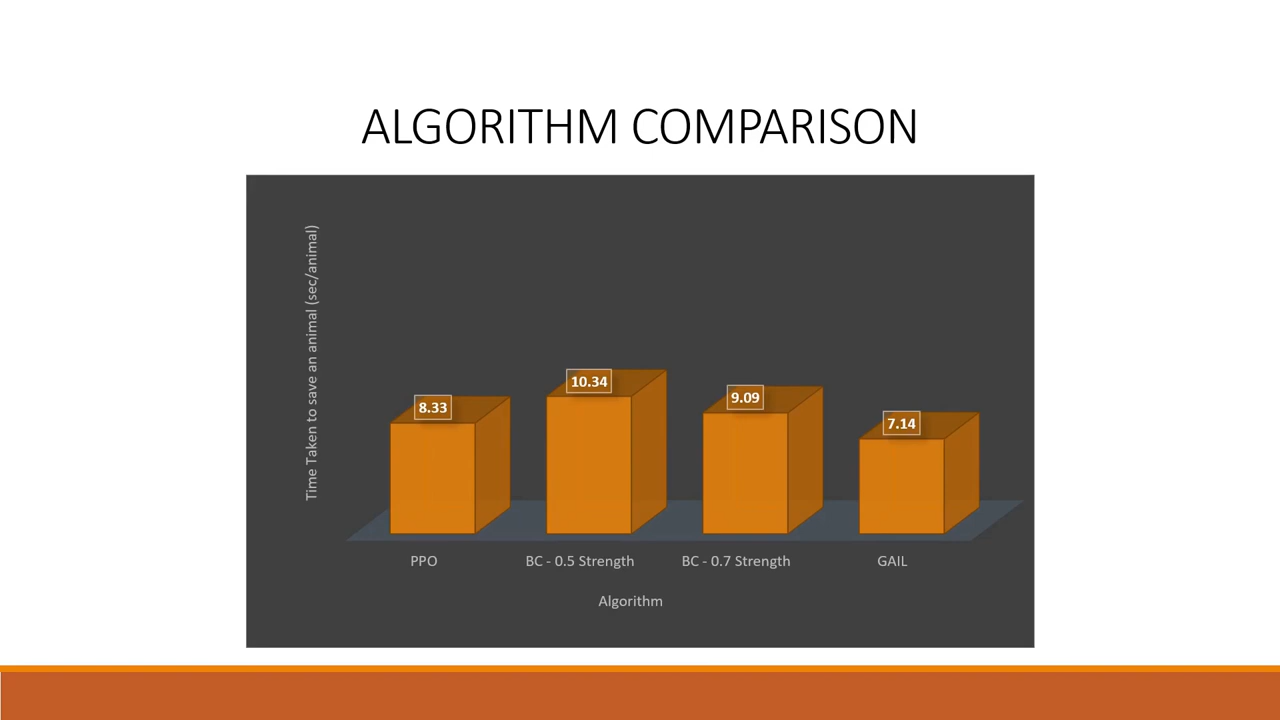 ALGORITHM COMPARISON
Time Taken to save an animal (sec/animal)
8.33
10.34
9.09
7.14
PPO
BC - 0.5 Strength
BC - 0.7 Strength
GAIL
Algorithm